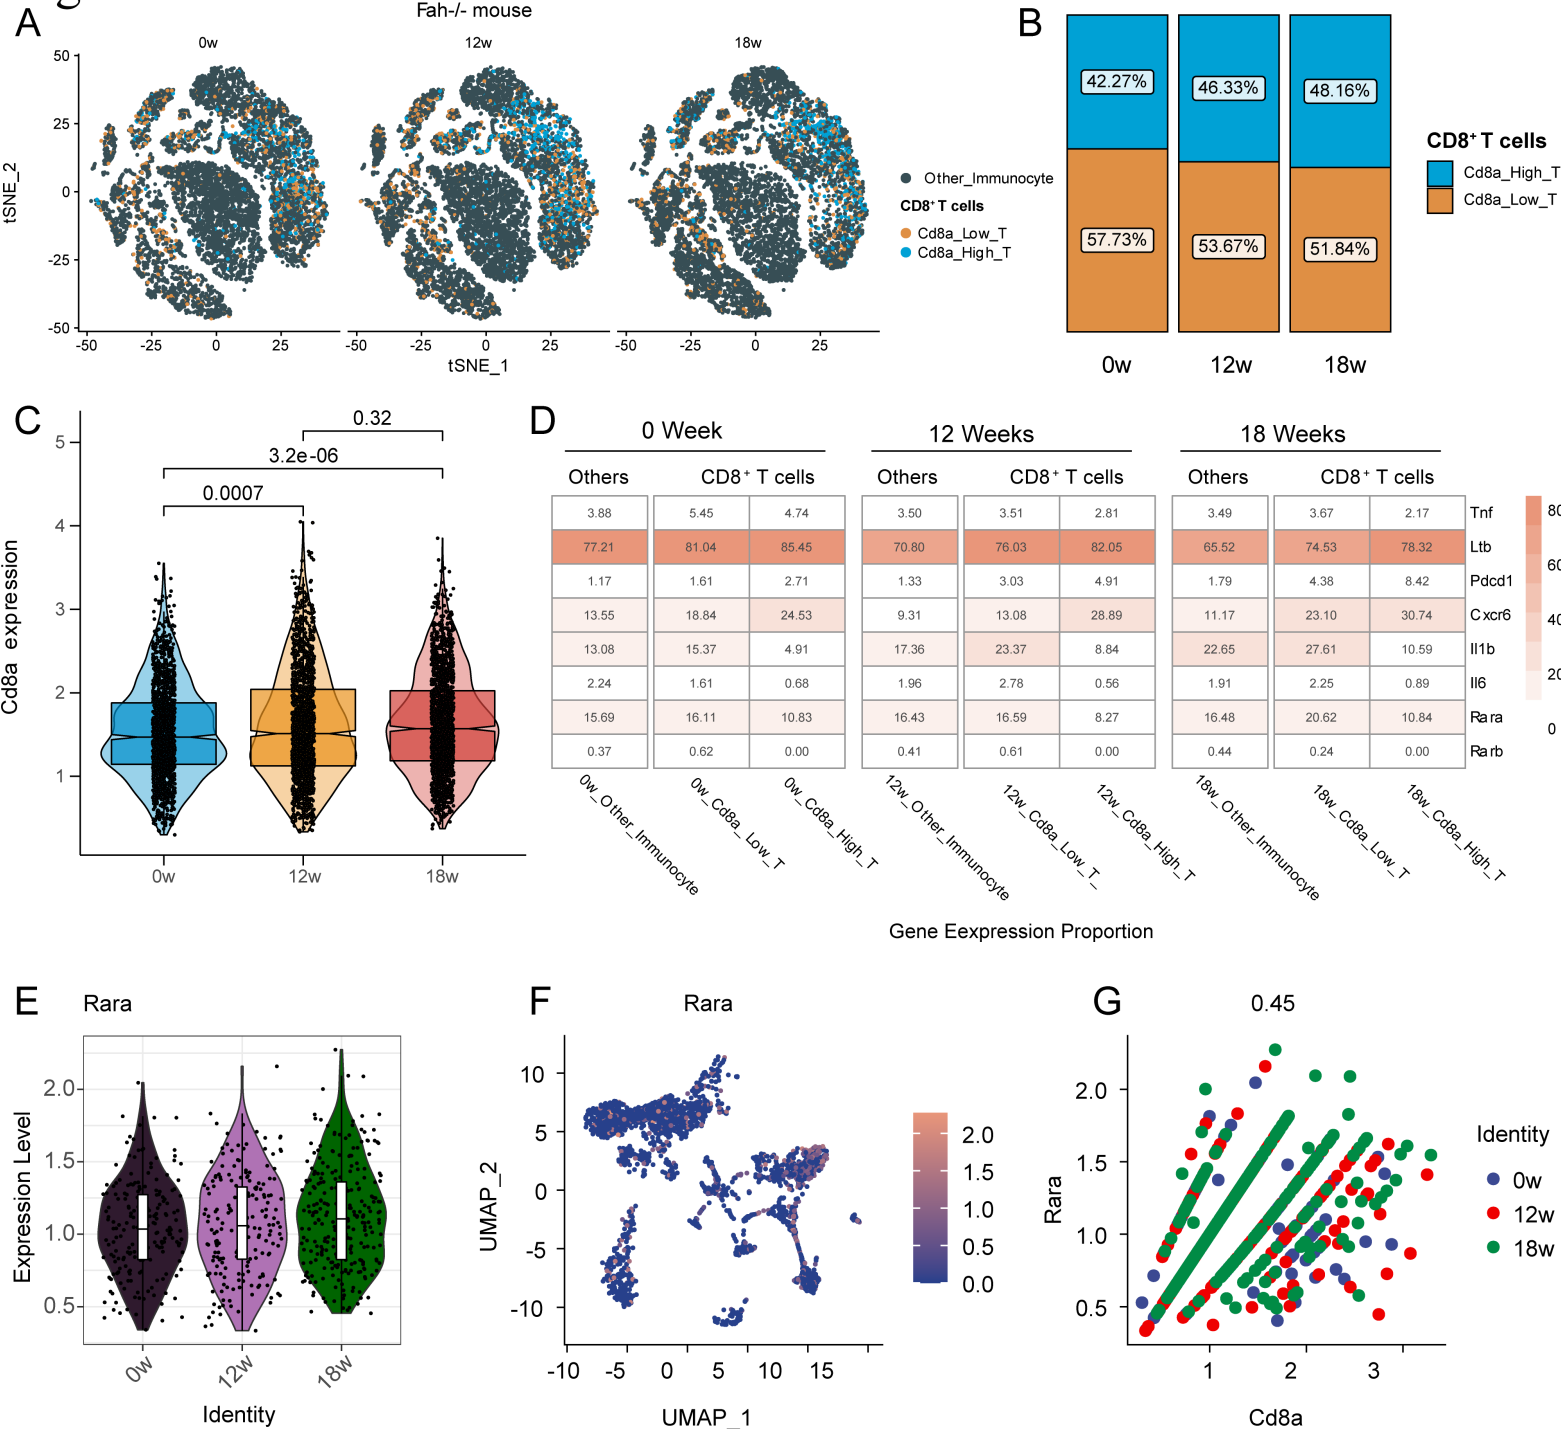 A
Fah-/- mouse
0w
12w
18w
tSNE_2
50
25
0
-25
-50
-50 -25 0 25
-50 -25 0 25
-50 -25 0 25
tSNE_1
Other_Immunocyte
CD8+ T cells
Cd8a_Low_T
Cd8a_High_T
B
42.27% 46.33% 48.16%
57.73% 53.67% 51.84%
0w 12w 18w
CD8+ T cells
Cd8a_High_T
Cd8a_Low_T
C
Cd8a expression
5
4
3
2
1
0.32
3.2e-06
0.0007
0w 12w 18w
D
0 Week 12 Weeks 18 Weeks
Others CD8+ T cells Others CD8+ T cells Others CD8+ T cells
3.88 5.45 4.74 3.50 3.51 2.81 3.49 3.67 2.17 Tnf
77.21 81.04 85.45 70.80 76.03 82.05 65.52 74.53 78.32 Ltb
1.17 1.61 2.71 1.33 3.03 4.91 1.79 4.38 8.42 Pdcd1
13.55 18.84 24.53 9.31 13.08 28.89 11.17 23.10 30.74 Cxcr6
13.08 15.37 4.91 17.36 23.37 8.84 22.65 27.61 10.59 Il1b
2.24 1.61 0.68 1.96 2.78 0.56 1.91 2.25 0.89 Il6
15.69 16.11 10.83 16.43 16.59 8.27 16.48 20.62 10.84 Rara
0.37 0.62 0.00 0.41 0.61 0.00 0.44 0.24 0.00 Rarb
80
60
40
20
0
0w_Other_Immunocyte
0w_Cd8a_Low_T
0w_Cd8a_High_T
12w_Other_Immunocyte
12w_Cd8a_Low_T_
12w_Cd8a_High_T
18w_Other_Immunocyte
18w_Cd8a_Low_T
18w_Cd8a_High_T
Gene Eexpression Proportion
E
Rara
Expression Level
2.0
1.5
1.0
0.5
0w 12w 18w
Identity
F
Rara
UMAP_2
10
5
0
-5
-10
-10 -5 0 5 10 15
UMAP_1
2.0
1.5
1.0
0.5
0.0
G
0.45
Rara
2.0
1.5
1.0
0.5
1 2 3
Cd8a
Identity
0w
12w
18w